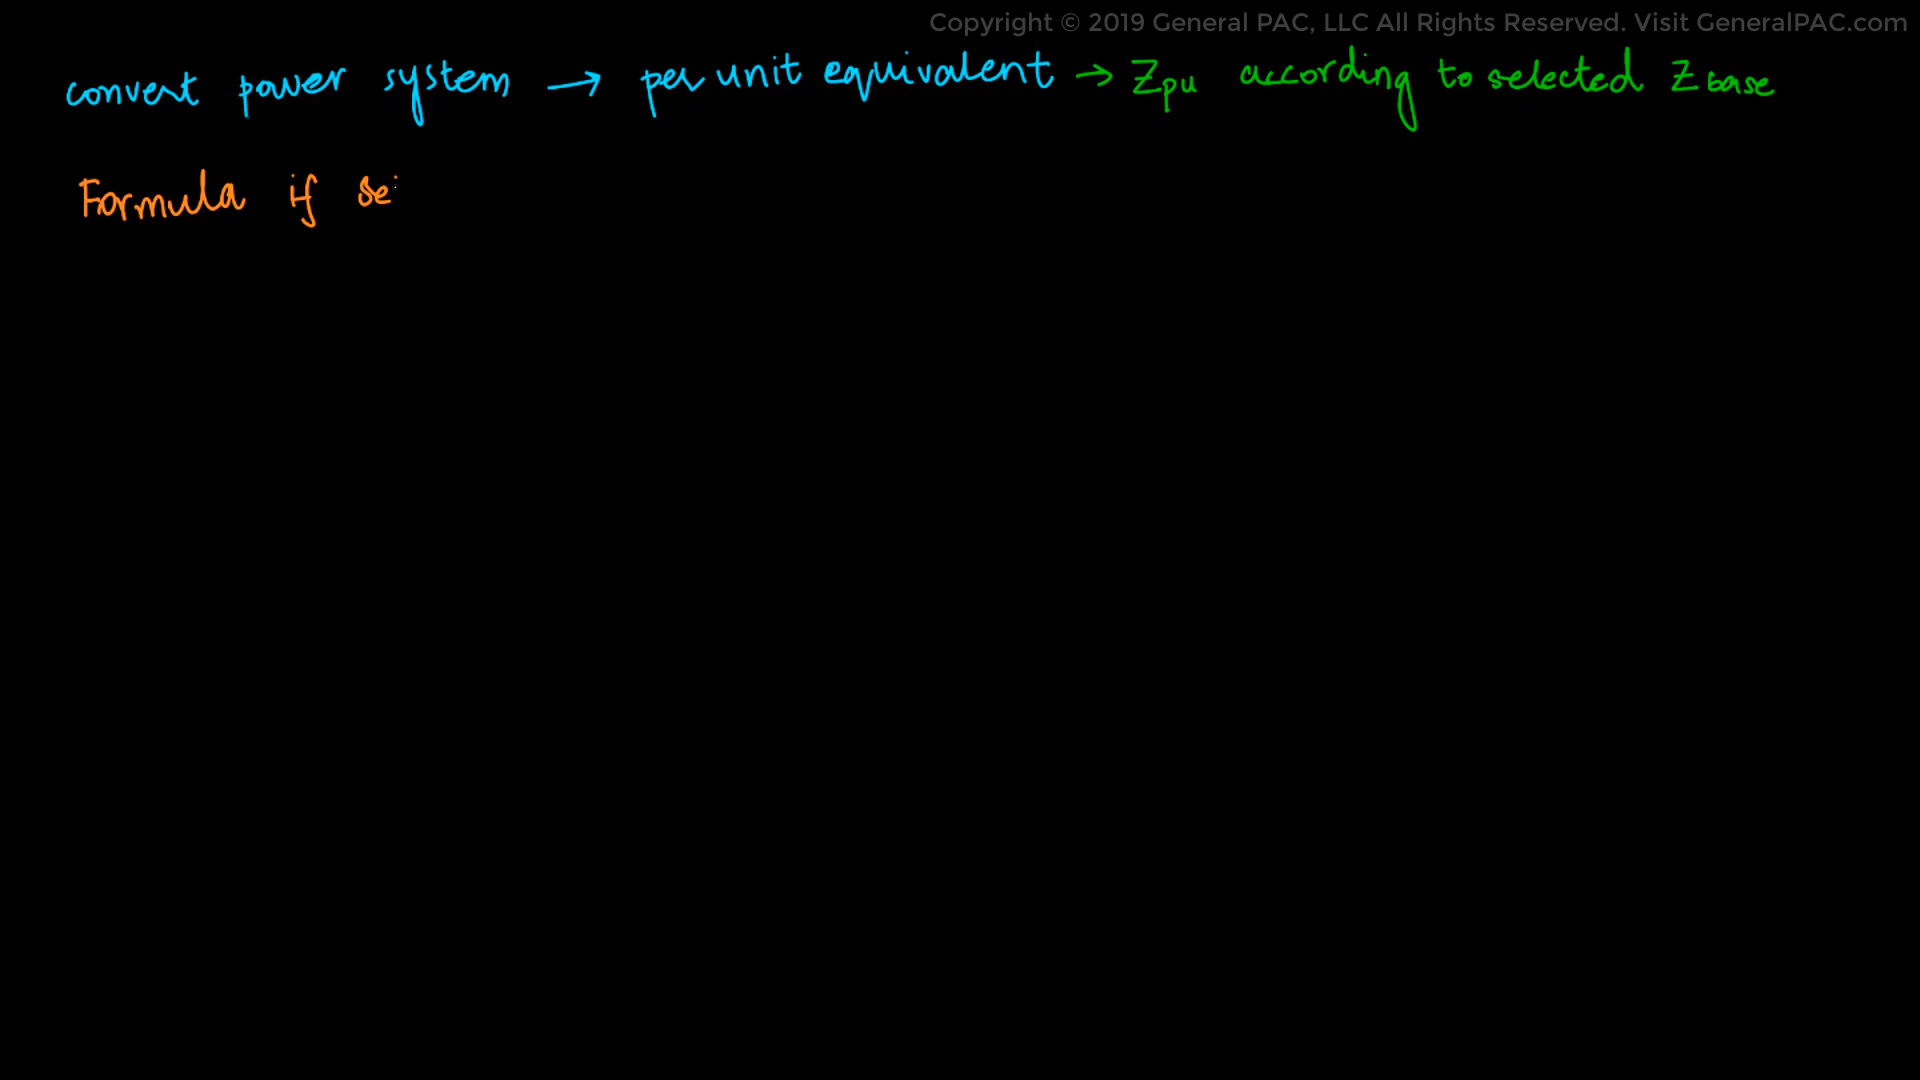 Copyright © 2019 General PAC, LLC All Rights Reserved. Visit GeneralPAC.com
convert power system → per unit equivalent → Zpu according to selected Zbase
Formula if se